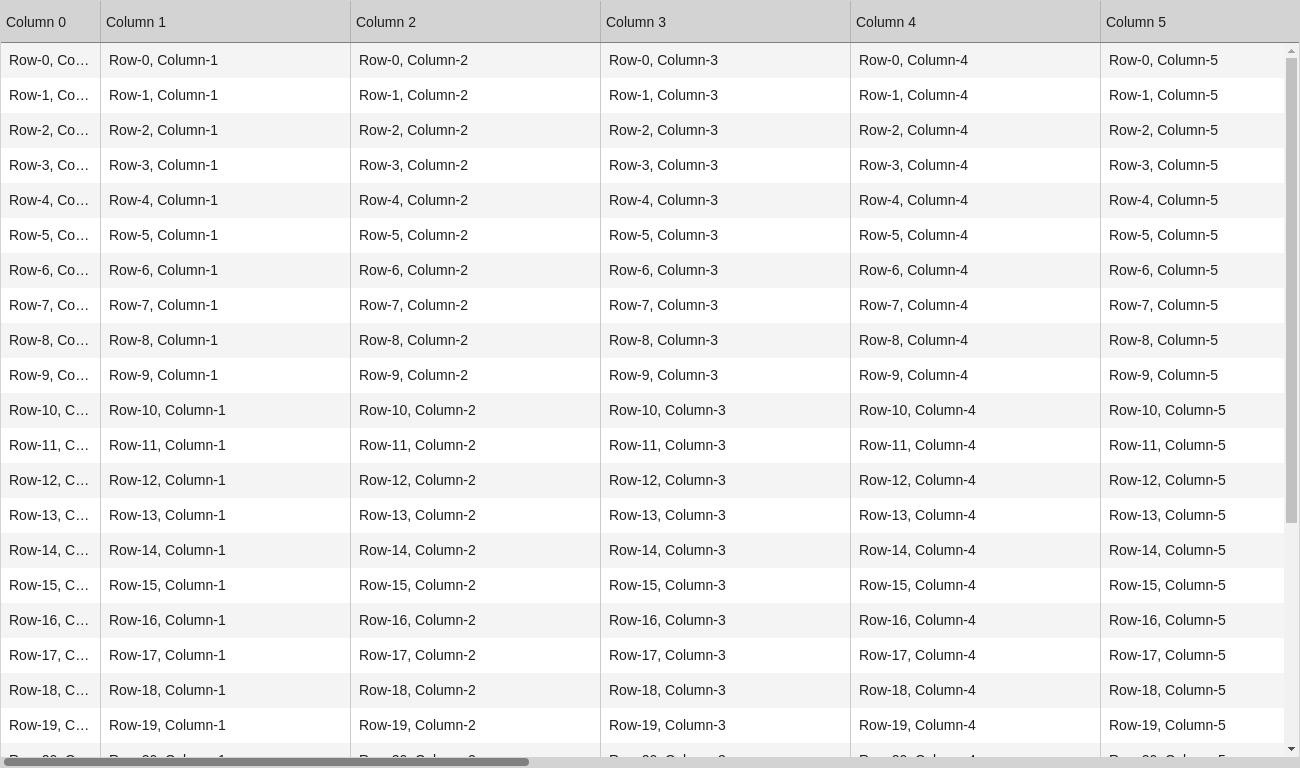 Column 0 Column 1 Column 2 Column 3 Column 4 Column 5
Row-0, Co… Row-0, Column-1 Row-0, Column-2 Row-0, Column-3 Row-0, Column-4 Row-0, Column-5
Row-1, Co… Row-1, Column-1 Row-1, Column-2 Row-1, Column-3 Row-1, Column-4 Row-1, Column-5
Row-2, Co… Row-2, Column-1 Row-2, Column-2 Row-2, Column-3 Row-2, Column-4 Row-2, Column-5
Row-3, Co… Row-3, Column-1 Row-3, Column-2 Row-3, Column-3 Row-3, Column-4 Row-3, Column-5
Row-4, Co… Row-4, Column-1 Row-4, Column-2 Row-4, Column-3 Row-4, Column-4 Row-4, Column-5
Row-5, Co… Row-5, Column-1 Row-5, Column-2 Row-5, Column-3 Row-5, Column-4 Row-5, Column-5
Row-6, Co… Row-6, Column-1 Row-6, Column-2 Row-6, Column-3 Row-6, Column-4 Row-6, Column-5
Row-7, Co… Row-7, Column-1 Row-7, Column-2 Row-7, Column-3 Row-7, Column-4 Row-7, Column-5
Row-8, Co… Row-8, Column-1 Row-8, Column-2 Row-8, Column-3 Row-8, Column-4 Row-8, Column-5
Row-9, Co… Row-9, Column-1 Row-9, Column-2 Row-9, Column-3 Row-9, Column-4 Row-9, Column-5
Row-10, C… Row-10, Column-1 Row-10, Column-2 Row-10, Column-3 Row-10, Column-4 Row-10, Column-5
Row-11, C… Row-11, Column-1 Row-11, Column-2 Row-11, Column-3 Row-11, Column-4 Row-11, Column-5
Row-12, C… Row-12, Column-1 Row-12, Column-2 Row-12, Column-3 Row-12, Column-4 Row-12, Column-5
Row-13, C… Row-13, Column-1 Row-13, Column-2 Row-13, Column-3 Row-13, Column-4 Row-13, Column-5
Row-14, C… Row-14, Column-1 Row-14, Column-2 Row-14, Column-3 Row-14, Column-4 Row-14, Column-5
Row-15, C… Row-15, Column-1 Row-15, Column-2 Row-15, Column-3 Row-15, Column-4 Row-15, Column-5
Row-16, C… Row-16, Column-1 Row-16, Column-2 Row-16, Column-3 Row-16, Column-4 Row-16, Column-5
Row-17, C… Row-17, Column-1 Row-17, Column-2 Row-17, Column-3 Row-17, Column-4 Row-17, Column-5
Row-18, C… Row-18, Column-1 Row-18, Column-2 Row-18, Column-3 Row-18, Column-4 Row-18, Column-5
Row-19, C… Row-19, Column-1 Row-19, Column-2 Row-19, Column-3 Row-19, Column-4 Row-19, Column-5